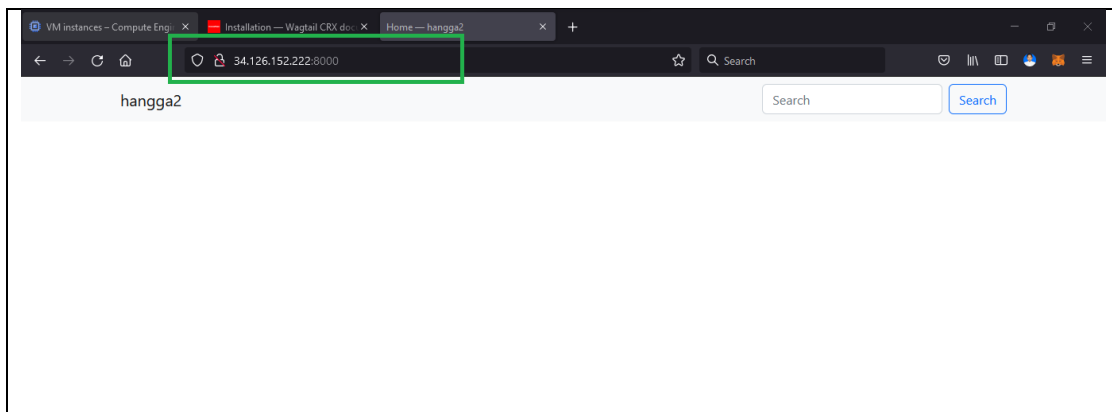 VM instances – Compute Engi
Installation — Wagtail CRX doc
Home — hangga2
34.126.152.222:8000
Search
hangga2
Search
Search